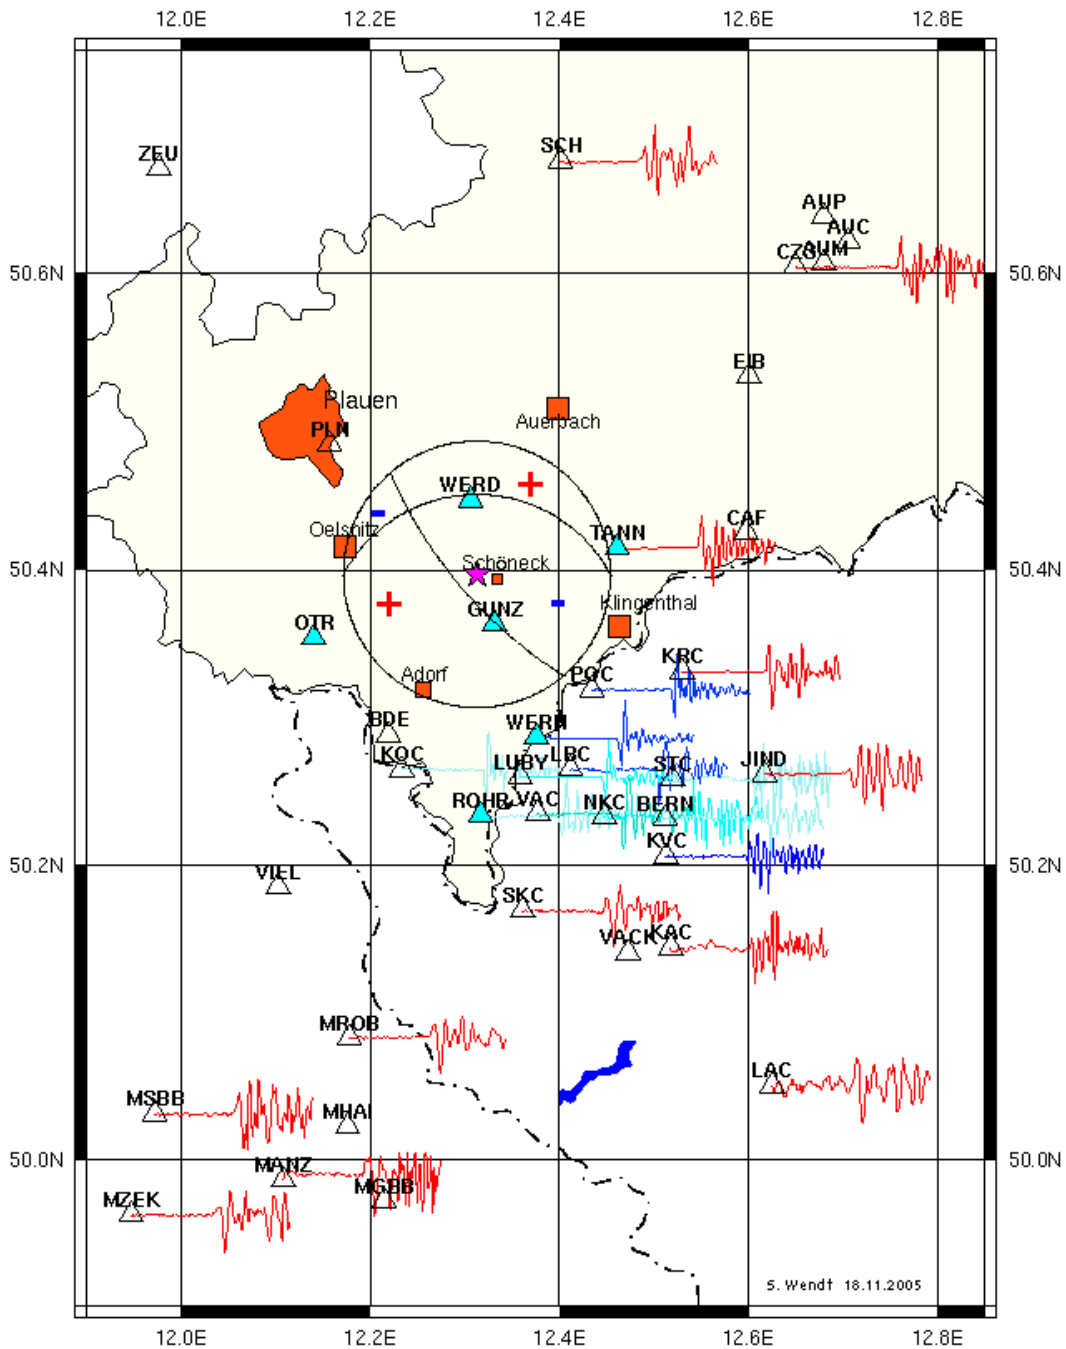 12.0E 12.2E 12.4E 12.6E 12.8E
ZEU
SCH
AUP
AUC
CZS AUM
50.6N 50.6N
EIB
Plauen
Auerbach
PLN
WERD
CAF
Oelsnitz
TANN
Schöneck
50.4N 50.4N
Klingenthal
GUNZ
OTR
KRC
Adorf
POC
BDE
WERN
KOC
LUBY
LBC
STC
JIND
ROHR
VAC
NKC
BERN
KVC
50.2N 50.2N
VIEL
SKC
VACK
KAC
MROB
LAC
MSBB
MHAI
50.0N 50.0N
MANZ
MGBB
MZEK
S. Wendt 18.11.2005
12.0E 12.2E 12.4E 12.6E 12.8E